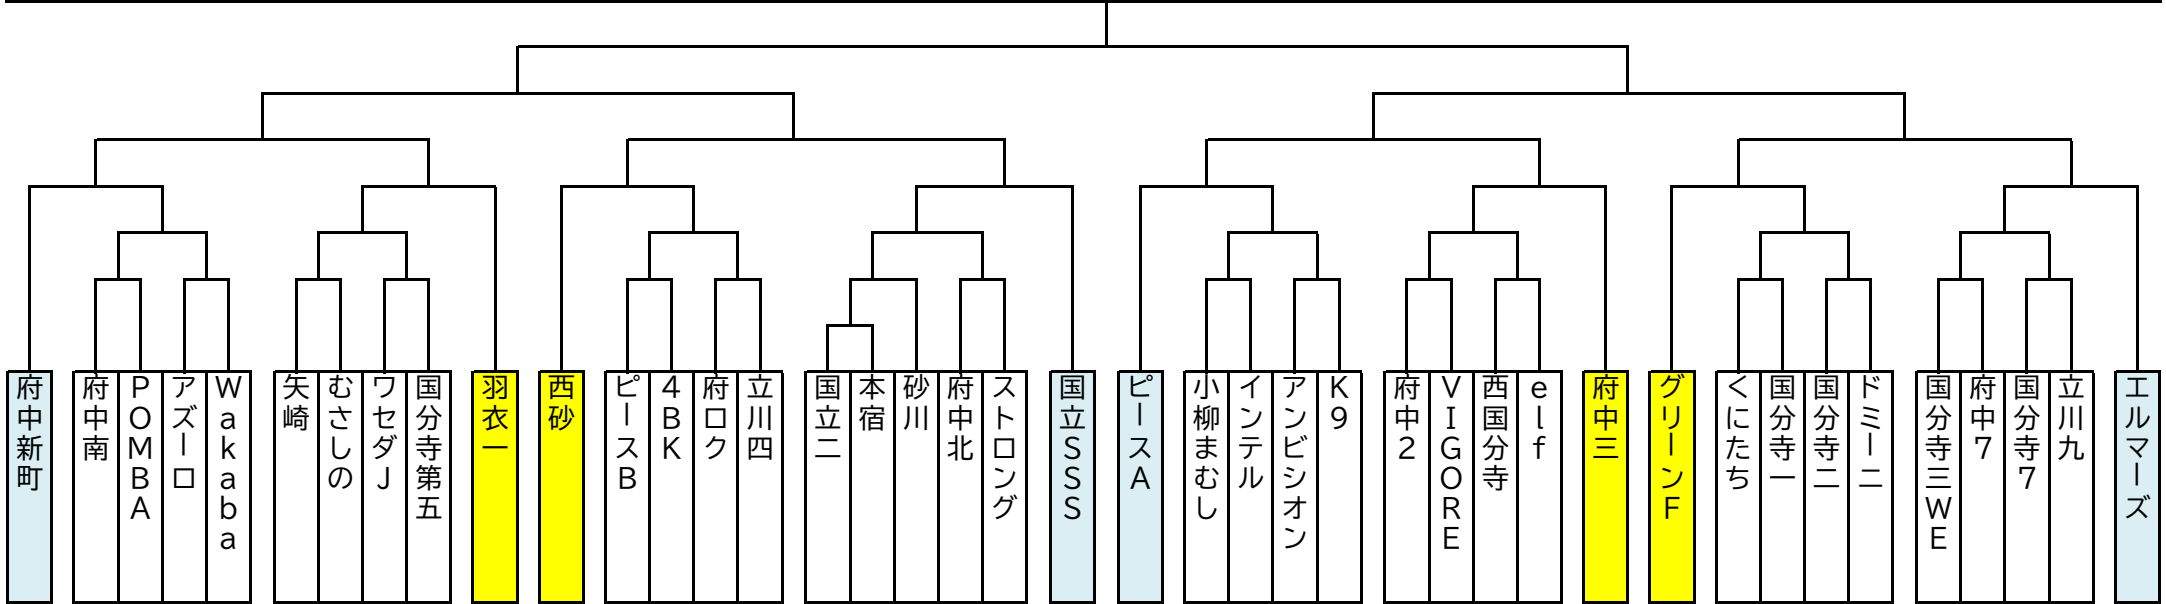 府中新町
府中南
ＰＯＭＢＡ
アズーロ
Ｗａｋａｂａ
矢崎
むさしの
ワセダＪ
国分寺第五
羽衣一
西砂
ピースＢ
４ＢＫ
府ロク
立川四
国立二
本宿
砂川
府中北
ストロング
国立ＳＳＳ
ピースＡ
小柳まむし
インテル
アンビシオン
Ｋ９
府中２
ＶＩＧＯＲＥ
西国分寺
ｅｌｆ
府中三
グリーンＦ
くにたち
国分寺一
国分寺二
ドミーニ
国分寺三ＷＥ
府中７
国分寺７
立川九
エルマーズ